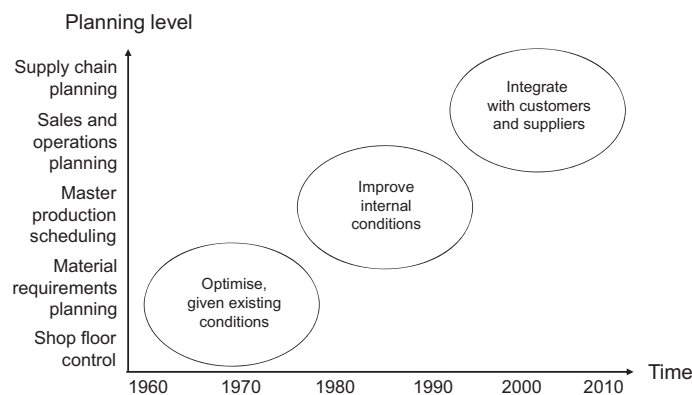 Planning level
Supply chain
planning
Sales and
operations
planning
Master
production
scheduling
Material
requirements
planning
Shop floor
control
Integrate
with customers
and suppliers
Improve
internal
conditions
Optimise,
given existing
conditions
1960 1970 1980 1990 2000 2010
Time